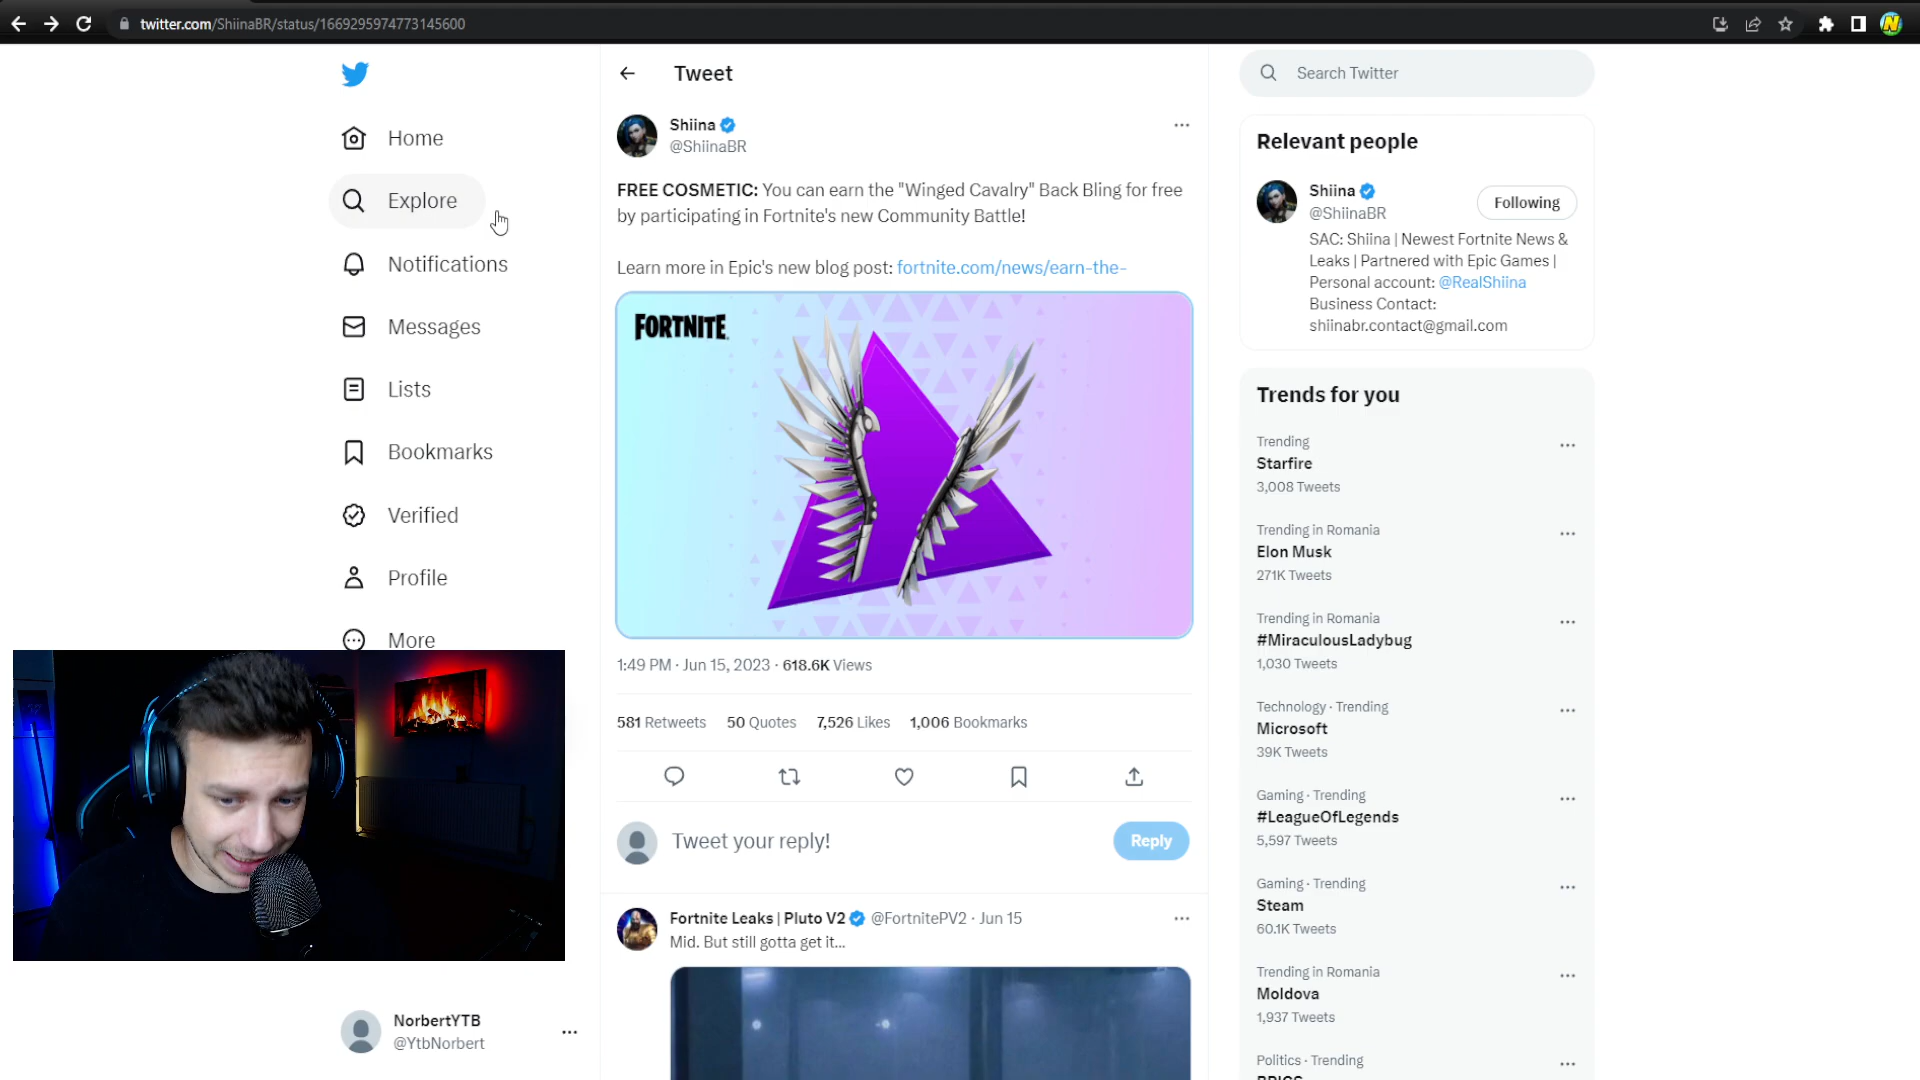 twitter.com/ShiinaBR/status/1669295974773145600
Home
Explore
Notifications
Messages
Lists
Bookmarks
Verified
Profile
More
NorbertYTB
@YtbNorbert
Tweet
Shiina
@ShiinaBR
FREE COSMETIC: You can earn the "Winged Cavalry" Back Bling for free
by participating in Fortnite's new Community Battle!
Learn more in Epic's new blog post: fortnite.com/news/earn-the-
FORTNITE
1:49 PM · Jun 15, 2023 · 618.6K Views
581 Retweets 50 Quotes 7,526 Likes 1,006 Bookmarks
Tweet your reply!
Reply
Fortnite Leaks | Pluto V2 @FortnitePV2 · Jun 15
Mid. But still gotta get it...
Search Twitter
Relevant people
Shiina
@ShiinaBR
Following
SAC: Shiina | Newest Fortnite News &
Leaks | Partnered with Epic Games |
Personal account: @RealShiina
Business Contact:
shiinabr.contact@gmail.com
Trends for you
Trending
Starfire
3,008 Tweets
Trending in Romania
Elon Musk
271K Tweets
Trending in Romania
#MiraculousLadybug
1,030 Tweets
Technology · Trending
Microsoft
39K Tweets
Gaming · Trending
#LeagueOfLegends
5,597 Tweets
Gaming · Trending
Steam
60.1K Tweets
Trending in Romania
Moldova
1,937 Tweets
Politics · Trending